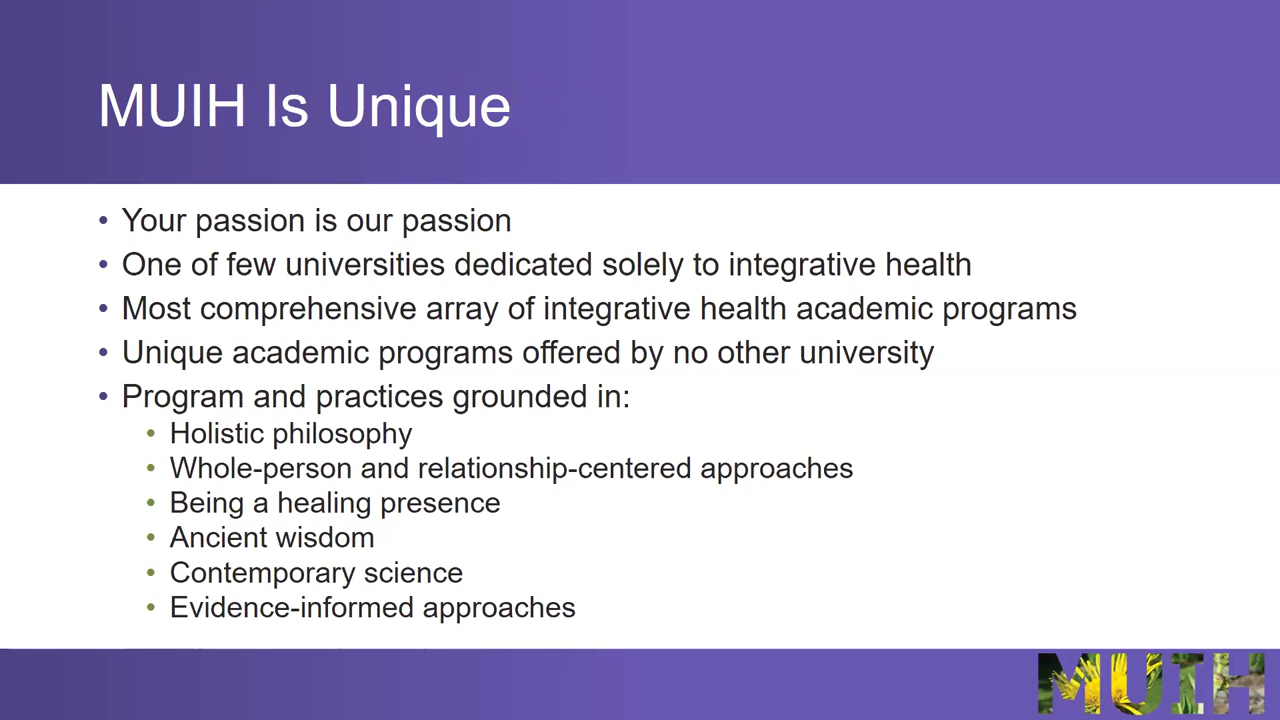 MUIH Is Unique
• Your passion is our passion
• One of few universities dedicated solely to integrative health
• Most comprehensive array of integrative health academic programs
• Unique academic programs offered by no other university
• Program and practices grounded in:
• Holistic philosophy
• Whole-person and relationship-centered approaches
• Being a healing presence
• Ancient wisdom
• Contemporary science
• Evidence-informed approaches
MUIH